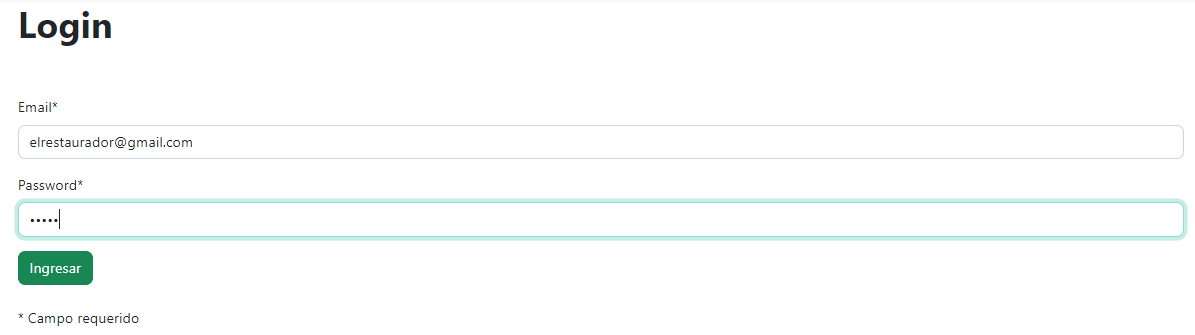 Login
Email*
elrestaurador@gmail.com
Password*
•••••
Ingresar
* Campo requerido